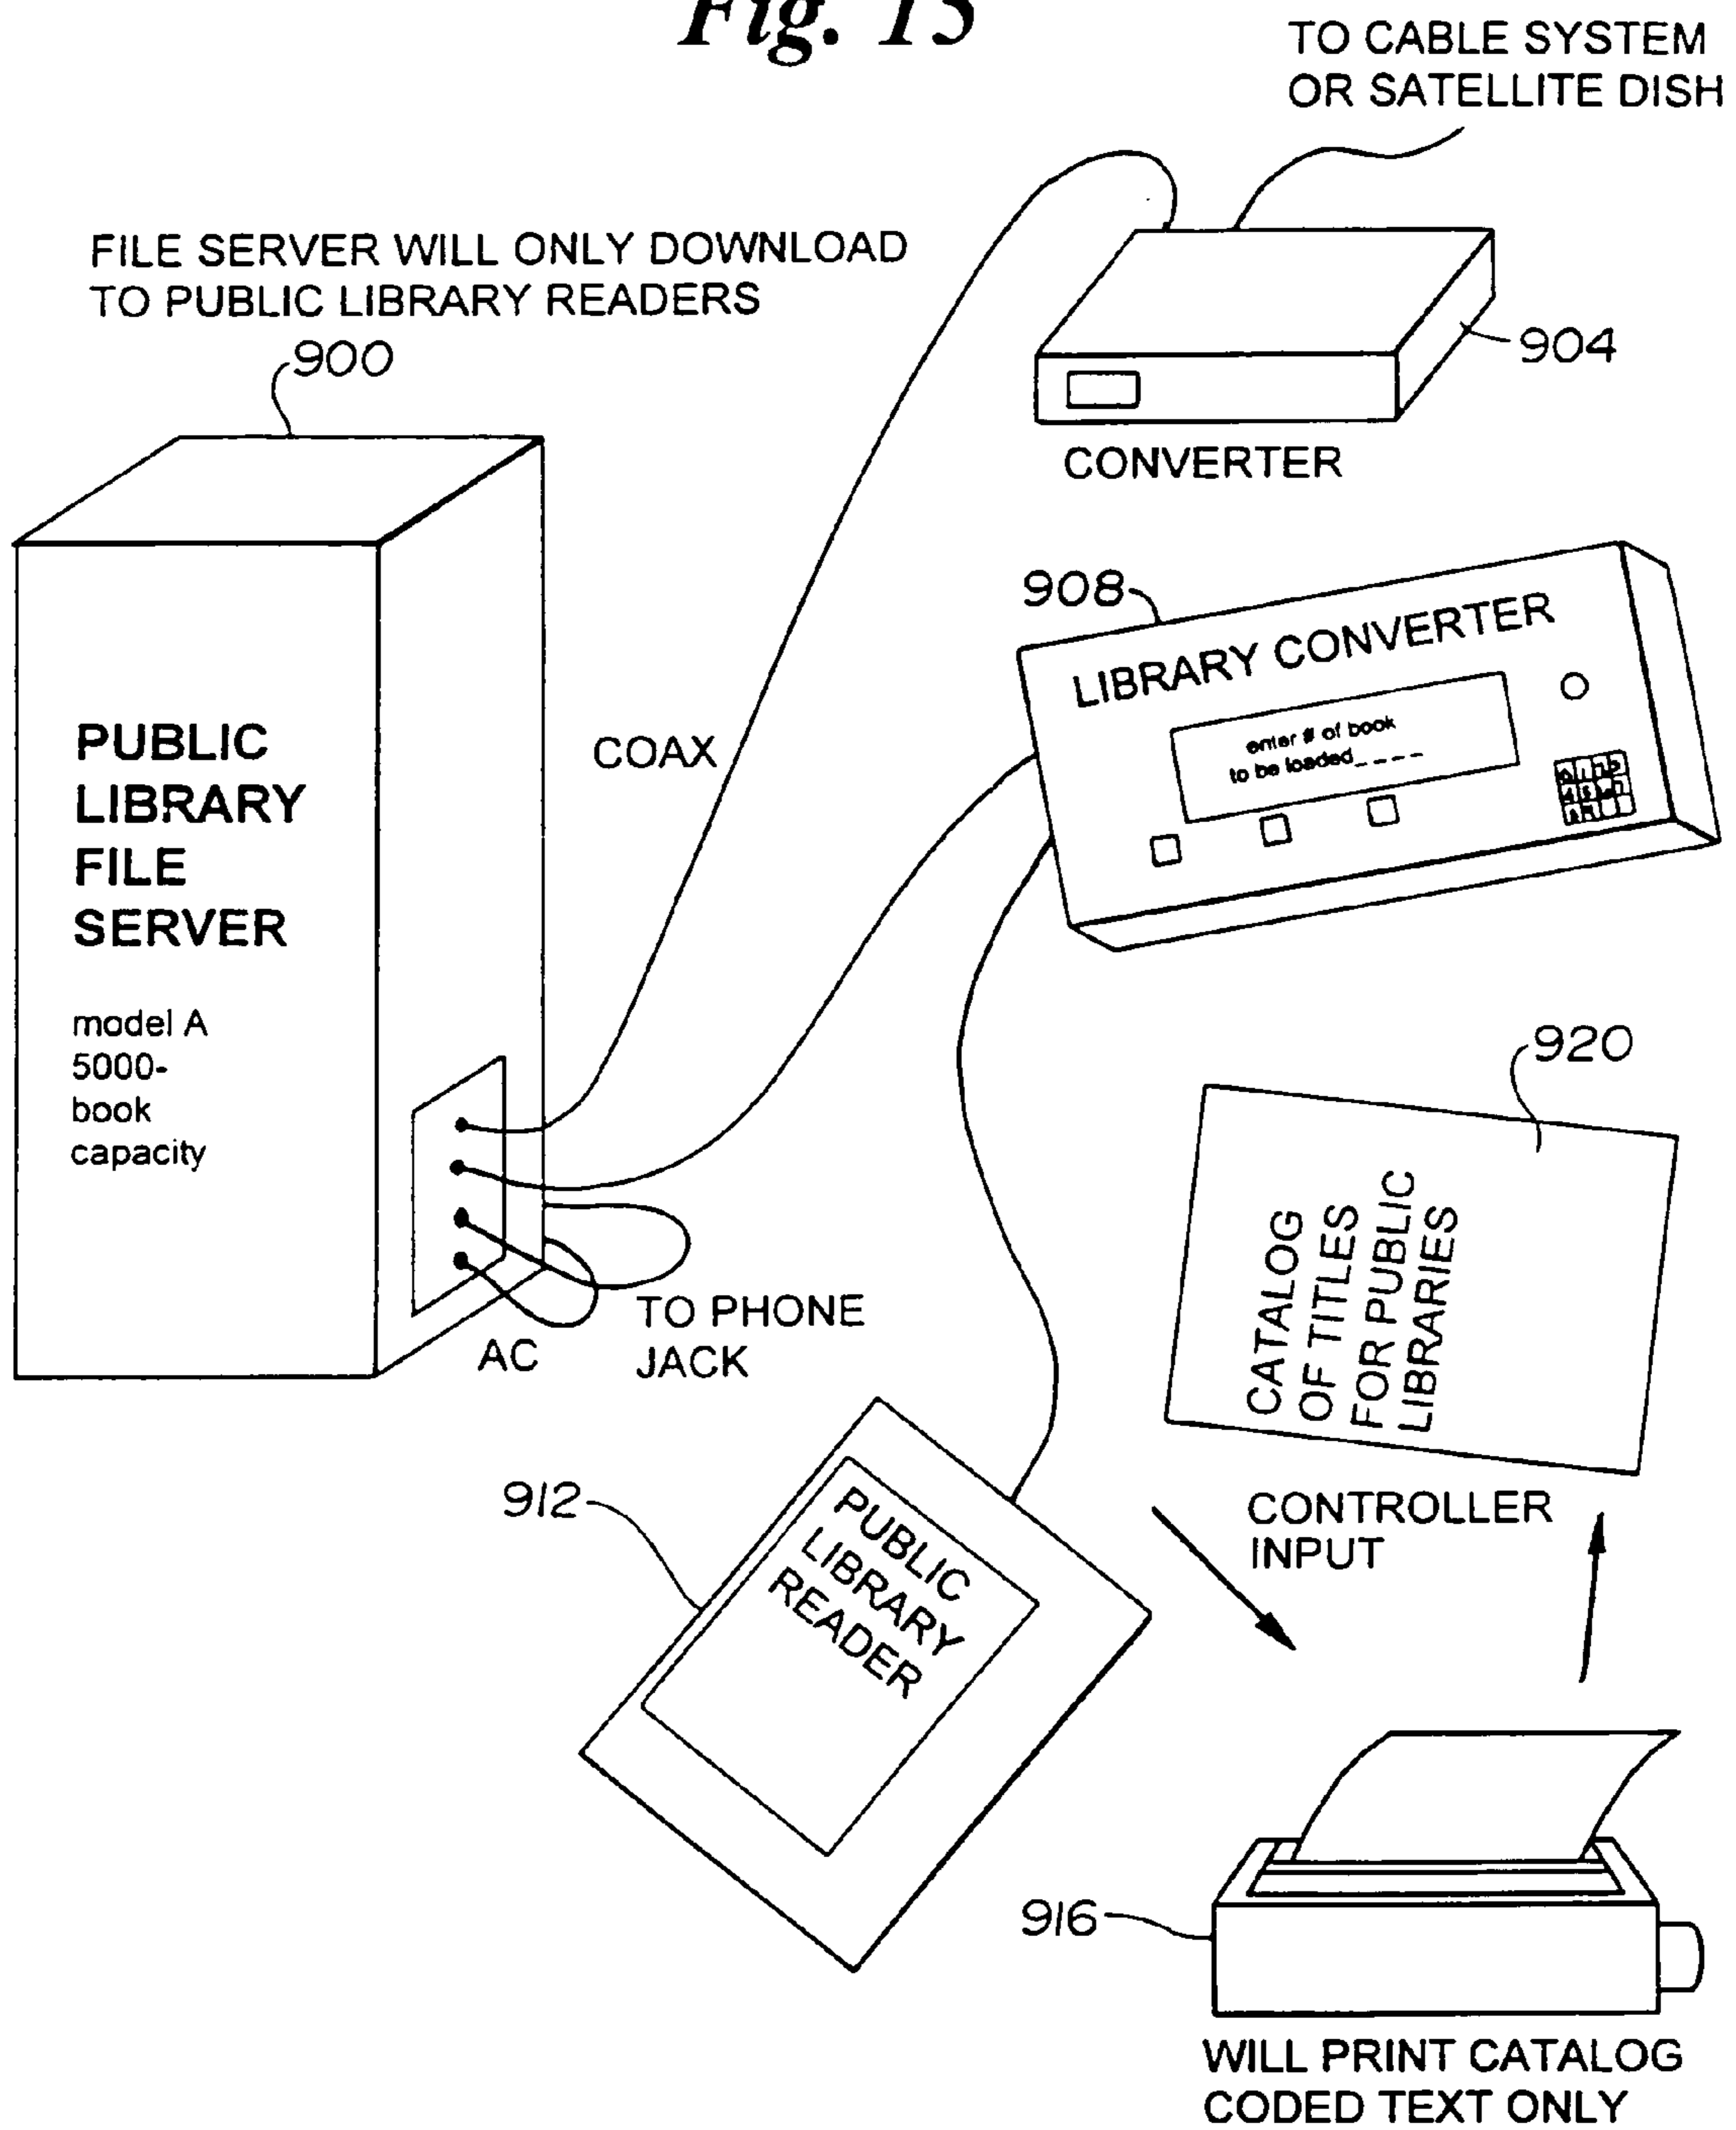 Fig. 15
TO CABLE SYSTEM
OR SATELLITE DISH
FILE SERVER WILL ONLY DOWNLOAD
TO PUBLIC LIBRARY READERS
900
904
CONVERTER
908
LIBRARY CONVERTER
enter # of book
to be loaded_ _ _ _
COAX
PUBLIC
LIBRARY
FILE
SERVER
model A
5000-
book
capacity
AC
TO PHONE
JACK
920
CATALOG
OF TITLES
FOR PUBLIC
LIBRARIES
CONTROLLER
INPUT
912
PUBLIC
LIBRARY
READER
916
WILL PRINT CATALOG
CODED TEXT ONLY